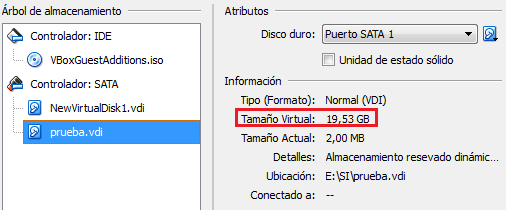 Árbol de almacenamiento
Controlador: IDE
VBoxGuestAdditions.iso
Controlador: SATA
NewVirtualDisk1.vdi
prueba.vdi
Atributos
Disco duro: Puerto SATA 1
Unidad de estado sólido
Información
Tipo (Formato): Normal (VDI)
Tamaño Virtual: 19,53 GB
Tamaño Actual: 2,00 MB
Detalles: Almacenamiento resevado dinámic...
Ubicación: E:\SI\prueba.vdi
Conectado a: --